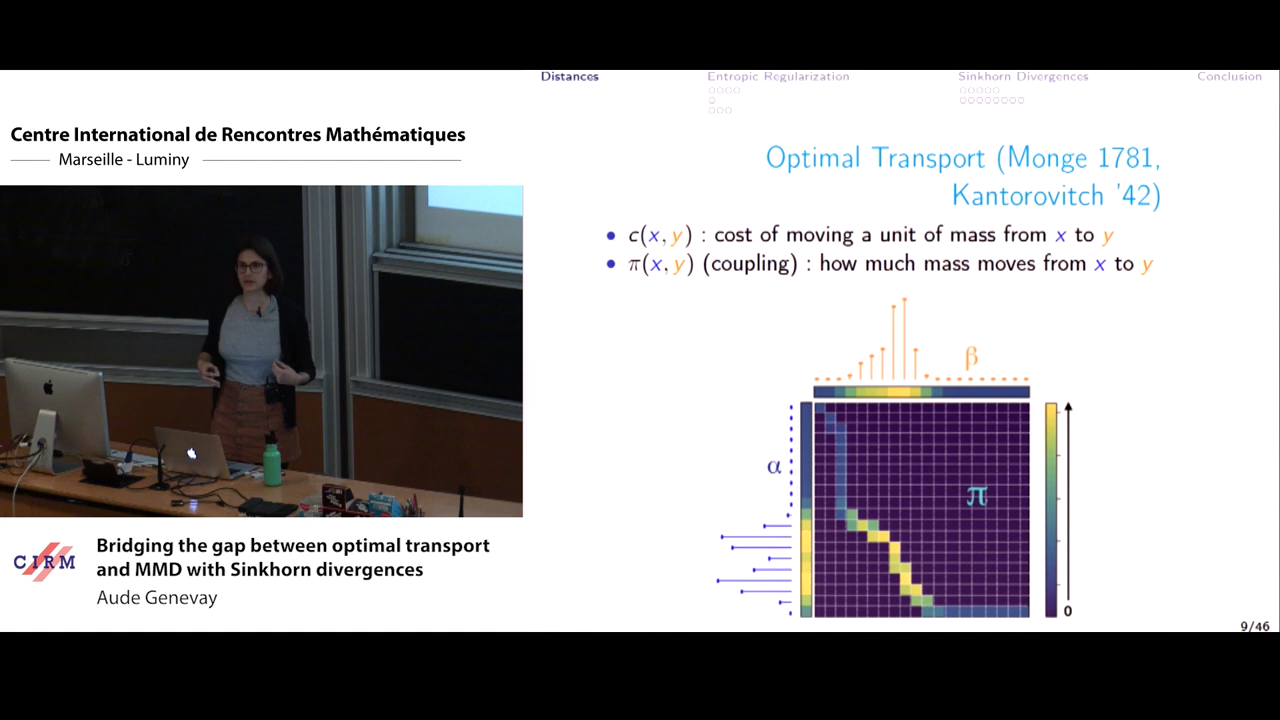 Distances
Entropic Regularization
Sinkhorn Divergences
Conclusion
Centre International de Rencontres Mathématiques
Marseille - Luminy
Optimal Transport (Monge 1781,
Kantorovitch '42)
• c(x, y) : cost of moving a unit of mass from x to y
• π(x, y) (coupling) : how much mass moves from x to y
β
α
π
0
CIRM
Bridging the gap between optimal transport
and MMD with Sinkhorn divergences
Aude Genevay
9/46